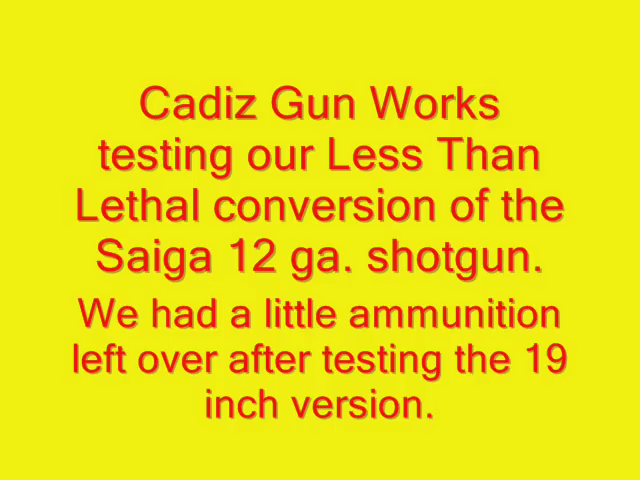 Cadiz Gun Works
testing our Less Than
Lethal conversion of the
Saiga 12 ga. shotgun.
We had a little ammunition
left over after testing the 19
inch version.